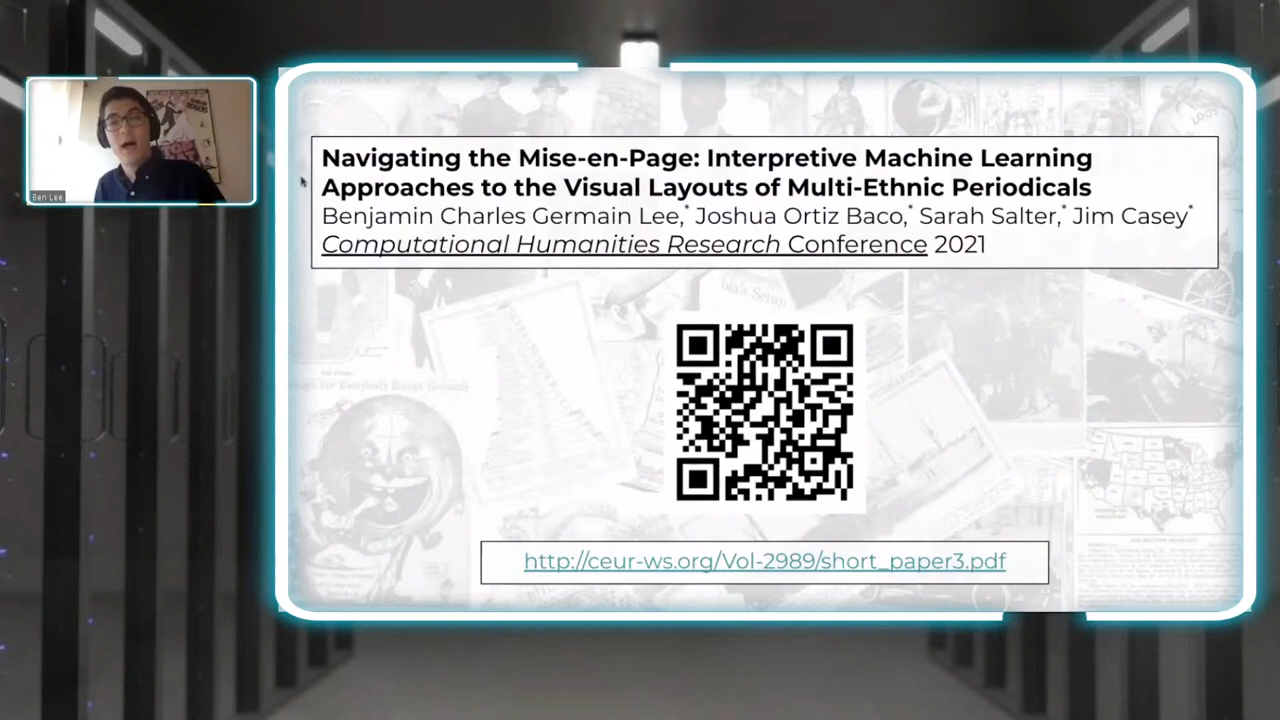 Ben Lee
Navigating the Mise-en-Page: Interpretive Machine Learning
Approaches to the Visual Layouts of Multi-Ethnic Periodicals
Benjamin Charles Germain Lee,* Joshua Ortiz Baco,* Sarah Salter,* Jim Casey*
Computational Humanities Research Conference 2021
http://ceur-ws.org/Vol-2989/short_paper3.pdf